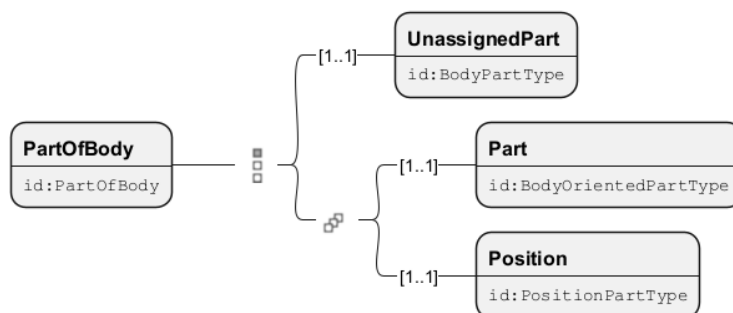 UnassignedPart
[1..1]
id:BodyPartType
PartOfBody
id:PartOfBody
Part
[1..1]
id:BodyOrientedPartType
Position
[1..1]
id:PositionPartType